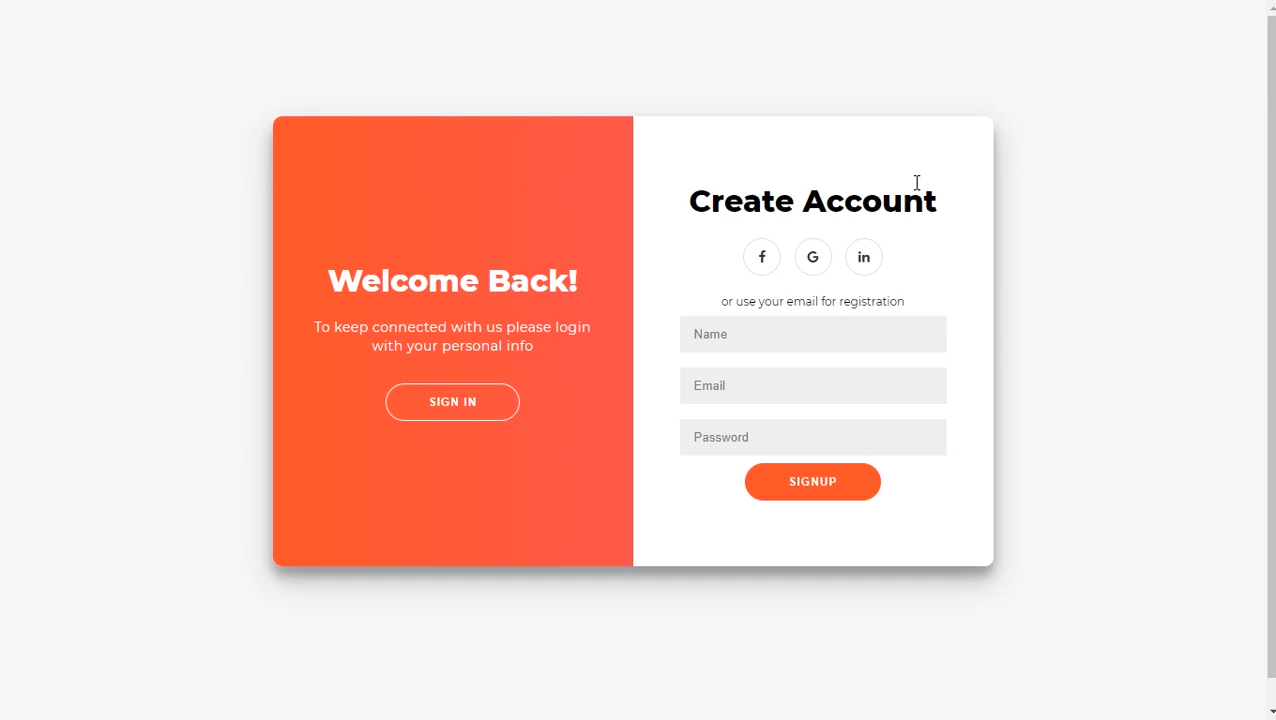 Welcome Back!
To keep connected with us please login
with your personal info
SIGN IN
Create Account
f
G
in
or use your email for registration
Name
Email
Password
SIGNUP